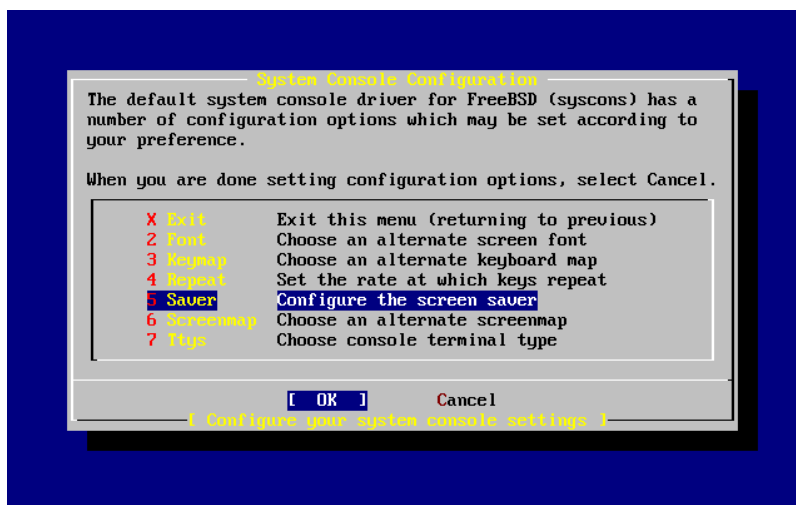 System Console Configuration
The default system console driver for FreeBSD (syscons) has a
number of configuration options which may be set according to
your preference.
When you are done setting configuration options, select Cancel.
X Exit Exit this menu (returning to previous)
2 Font Choose an alternate screen font
3 Keymap Choose an alternate keyboard map
4 Repeat Set the rate at which keys repeat
5 Saver Configure the screen saver
6 Screenmap Choose an alternate screenmap
7 Ttys Choose console terminal type
[ OK ] Cancel
[ Configure your system console settings ]